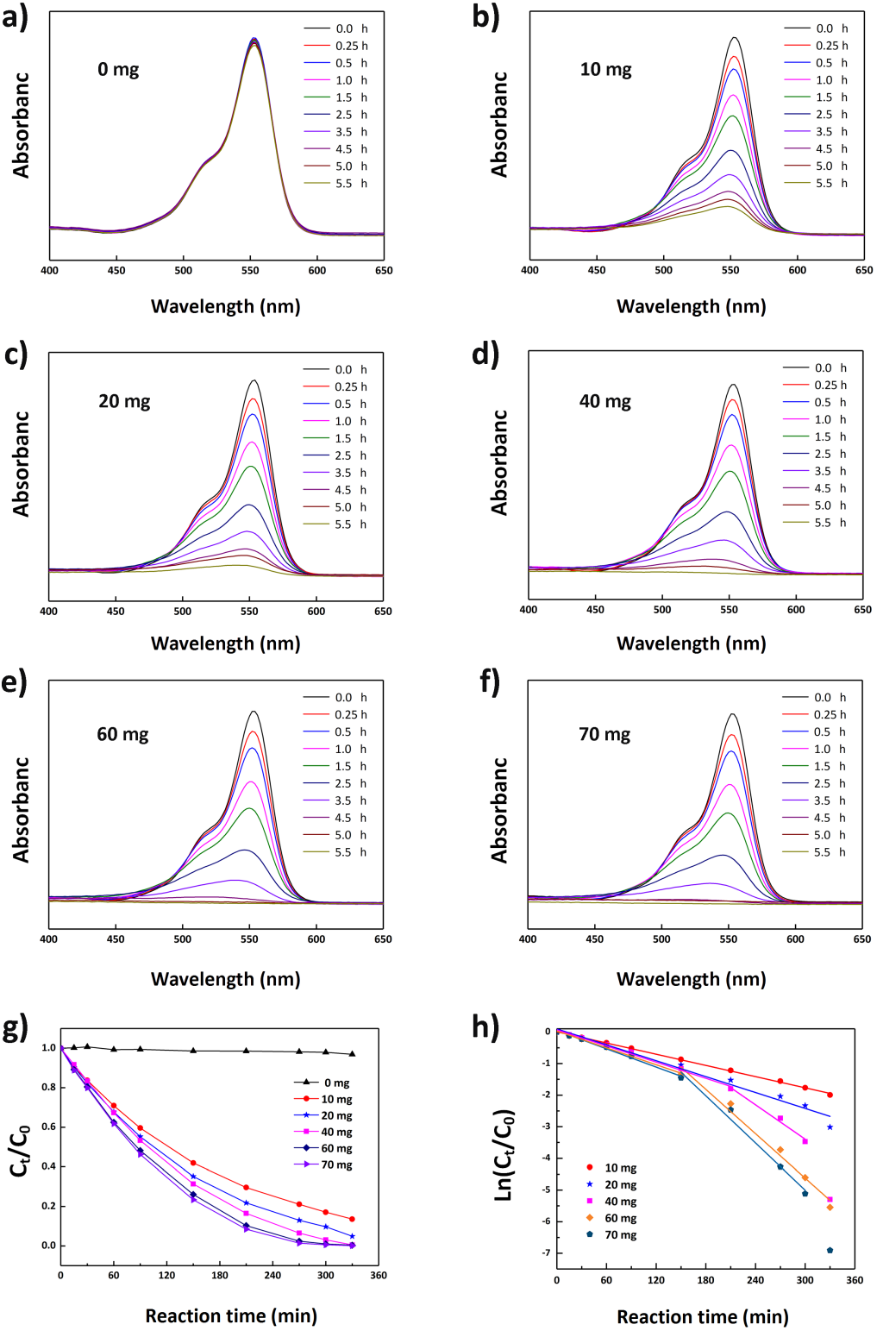 a)
Absorbanc
0 mg
0.0 h
0.25 h
0.5 h
1.0 h
1.5 h
2.5 h
3.5 h
4.5 h
5.0 h
5.5 h
400 450 500 550 600 650
Wavelength (nm)
b)
Absorbanc
10 mg
0.0 h
0.25 h
0.5 h
1.0 h
1.5 h
2.5 h
3.5 h
4.5 h
5.0 h
5.5 h
400 450 500 550 600 650
Wavelength (nm)
c)
Absorbanc
20 mg
0.0 h
0.25 h
0.5 h
1.0 h
1.5 h
2.5 h
3.5 h
4.5 h
5.0 h
5.5 h
400 450 500 550 600 650
Wavelength (nm)
d)
Absorbanc
40 mg
0.0 h
0.25 h
0.5 h
1.0 h
1.5 h
2.5 h
3.5 h
4.5 h
5.0 h
5.5 h
400 450 500 550 600 650
Wavelength (nm)
e)
Absorbanc
60 mg
0.0 h
0.25 h
0.5 h
1.0 h
1.5 h
2.5 h
3.5 h
4.5 h
5.0 h
5.5 h
400 450 500 550 600 650
Wavelength (nm)
f)
Absorbanc
70 mg
0.0 h
0.25 h
0.5 h
1.0 h
1.5 h
2.5 h
3.5 h
4.5 h
5.0 h
5.5 h
400 450 500 550 600 650
Wavelength (nm)
g)
Ct/C0
1.0
0.8
0.6
0.4
0.2
0.0
0 mg
10 mg
20 mg
40 mg
60 mg
70 mg
0 60 120 180 240 300 360
Reaction time (min)
h)
Ln(Ct/C0)
0
-1
-2
-3
-4
-5
-6
-7
10 mg
20 mg
40 mg
60 mg
70 mg
0 60 120 180 240 300 360
Reaction time (min)